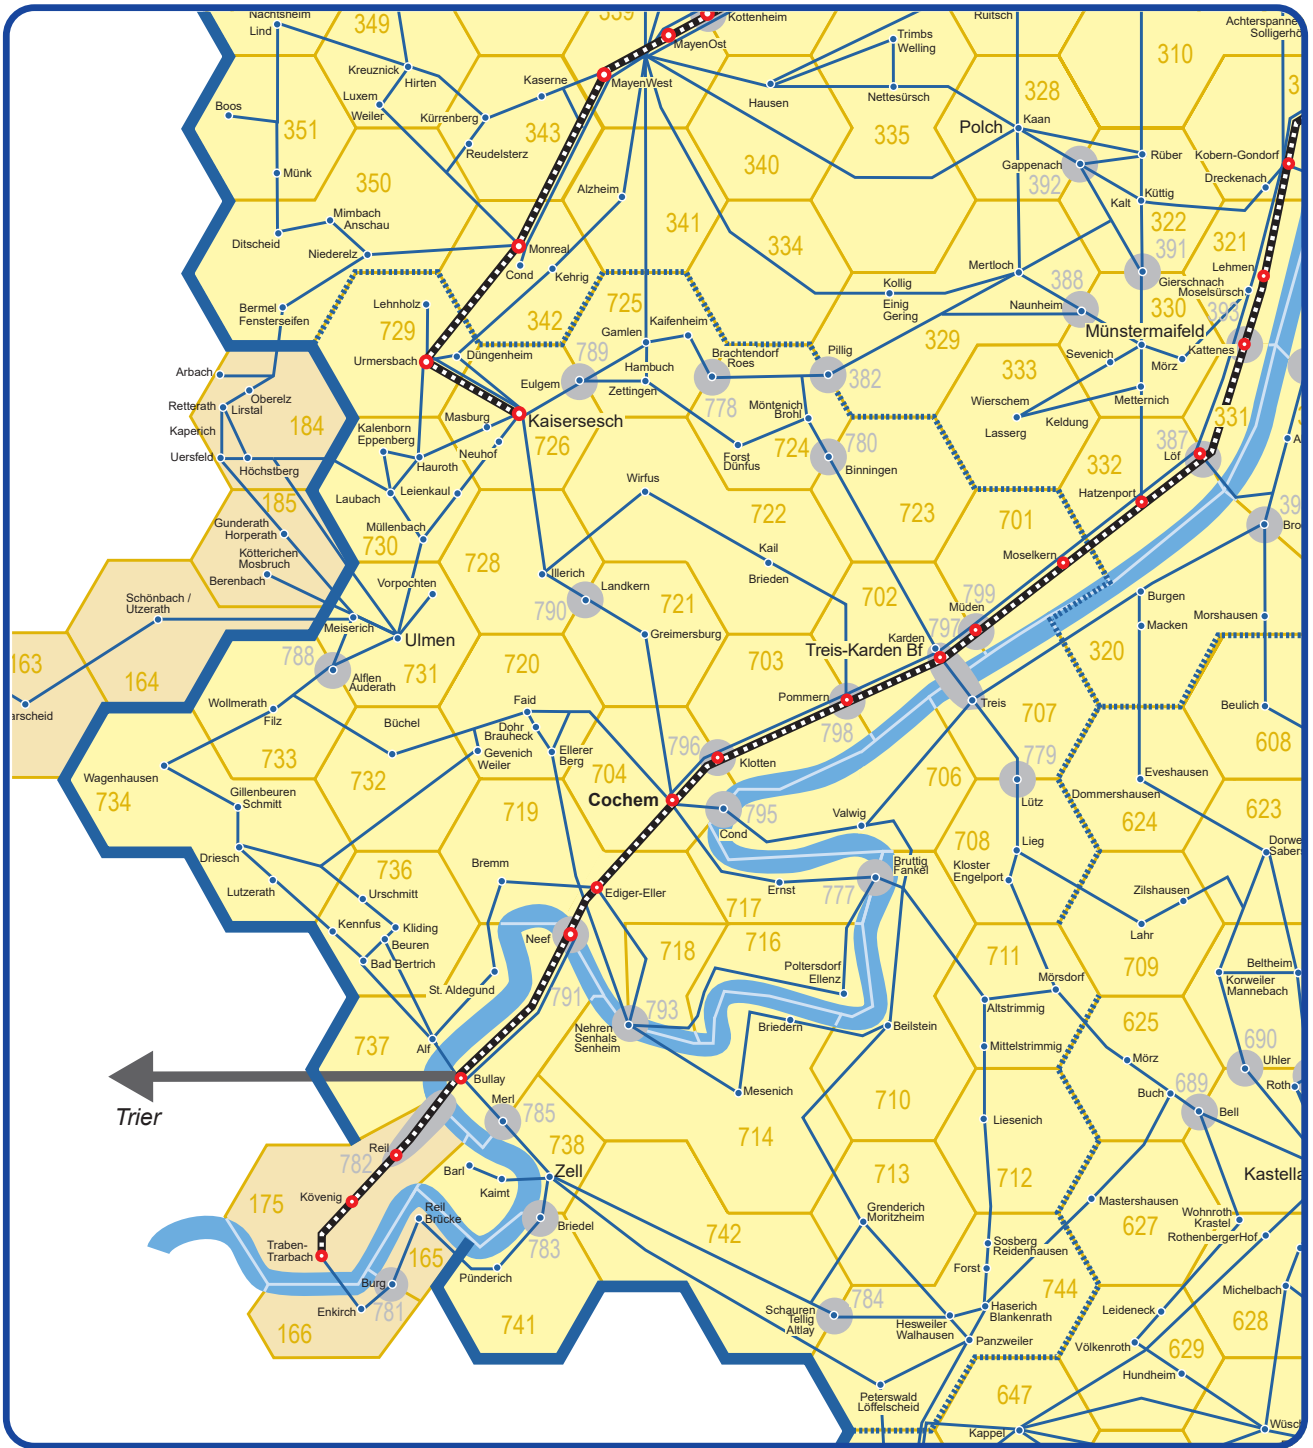 Nachtsheim
Lind
349
339
Kottenheim
MayenOst
Ruitsch
Trimbs
Welling
Achterspanne
Solligerhö
310
Kreuznick
Hirten
Kaserne
MayenWest
Hausen
Nettesürsch
328
Luxem
Weiler
Kürrenberg
Boos
351
343
335
Polch
Kaan
Reudelsterz
340
Gappenach
392
Rüber
Kobern-Gondorf
Dreckenach
Münk
350
Alzheim
Kalt
Küttig
Mimbach
Anschau
341
322
321
Ditscheid
Niederelz
Monreal
Cond
Kehrig
334
391
Mertloch
Lehmen
Gierschnach
Moselsürsch
388
Kollig
Einig
Gering
Naunheim
330
393
Bermel
Fensterseifen
Lehnholz
725
729
342
Gamlen
Kaifenheim
329
Münstermaifeld
Kattenes
Urmersbach
Düngenheim
789
Brachtendorf
Roes
Pillig
382
Sevenich
Mörz
Arbach
Eulgem
Hambuch
Zettingen
333
Oberelz
Lirstal
Retterath
778
Möntenich
Brohl
Wierschem
Metternich
Kaperich
184
Masburg
Kaisersesch
Lasserg
Keldung
331
Kalenborn
Eppenberg
Neuhof
726
Forst
Dünfus
724
780
Binningen
387
Löf
Uersfeld
Höchstberg
Hauroth
332
Laubach
Leienkaul
Wirfus
Hatzenport
185
Gunderath
Horperath
Müllenbach
722
723
701
Kötterichen
Mosbruch
730
Kail
Brieden
Moselkern
Berenbach
728
Vorpochten
Illerich
Landkern
790
721
702
799
Müden
Burgen
Schönbach /
Utzerath
Meiserich
Ulmen
Greimersburg
Karden
797
Treis-Karden Bf
Macken
Morshausen
163
788
Alflen
Auderath
731
720
703
320
164
Pommern
Treis
707
Beulich
Wollmerath
Filz
Büchel
Faid
Dohr
Brauheck
798
733
Gevenich
Weiler
Ellerer
Berg
796
Klotten
608
Wagenhausen
732
704
706
779
Eveshausen
734
Gillenbeuren
Schmitt
Cochem
Lütz
Dommershausen
719
795
Cond
Valwig
624
623
Driesch
708
Lieg
Lutzerath
736
Bremm
Kloster
Engelport
Bruttig
Fankel
Urschmitt
Ediger-Eller
Ernst
777
Zilshausen
717
Kennfus
Kliding
Beuren
Neef
718
716
711
Lahr
Bad Bertrich
Poltersdorf
Ellenz
709
Beltheim
Korweiler
Mannebach
St. Aldegund
791
Mörsdorf
793
Altstrimmig
Nehren
Senhals
Senheim
Briedern
Beilstein
625
737
Alf
Mittelstrimmig
690
Uhler
Mörz
Bullay
689
Roth
Mesenich
Buch
Merl
785
Bell
Trier
710
Liesenich
738
714
Reil
782
Barl
Zell
713
712
Kastella
Kaimt
Kövenig
175
Mastershausen
Reil
Brücke
Briedel
783
742
Grenderich
Moritzheim
627
Wohnroth
Krastel
RothenbergerHof
Traben-
Trarbach
165
Sosberg
Reidenhausen
Pünderich
Forst
744
Burg
781
Michelbach
Enkirch
Schauren
Tellig
Altlay
784
Haserich
Blankenrath
Leideneck
166
741
Hesweiler
Walhausen
628
Panzweiler
Völkenroth
629
Hundheim
Peterswald
Löffelscheid
647
Kappel
Wüsch